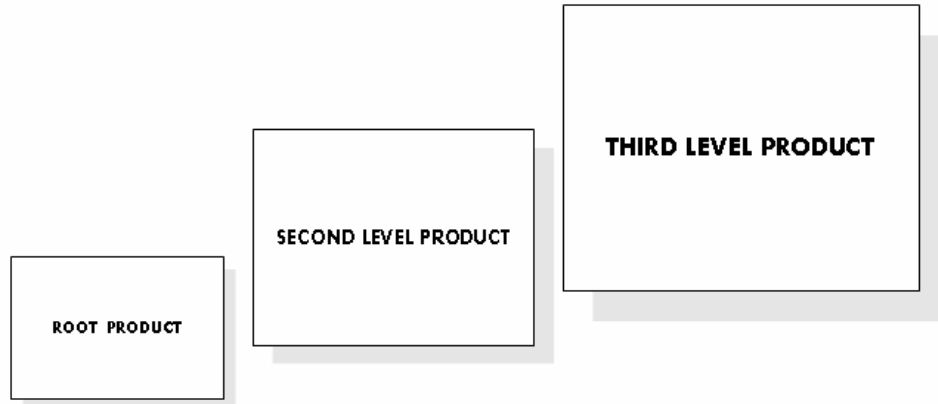 THIRD LEVEL PRODUCT
SECOND LEVEL PRODUCT
ROOT PRODUCT